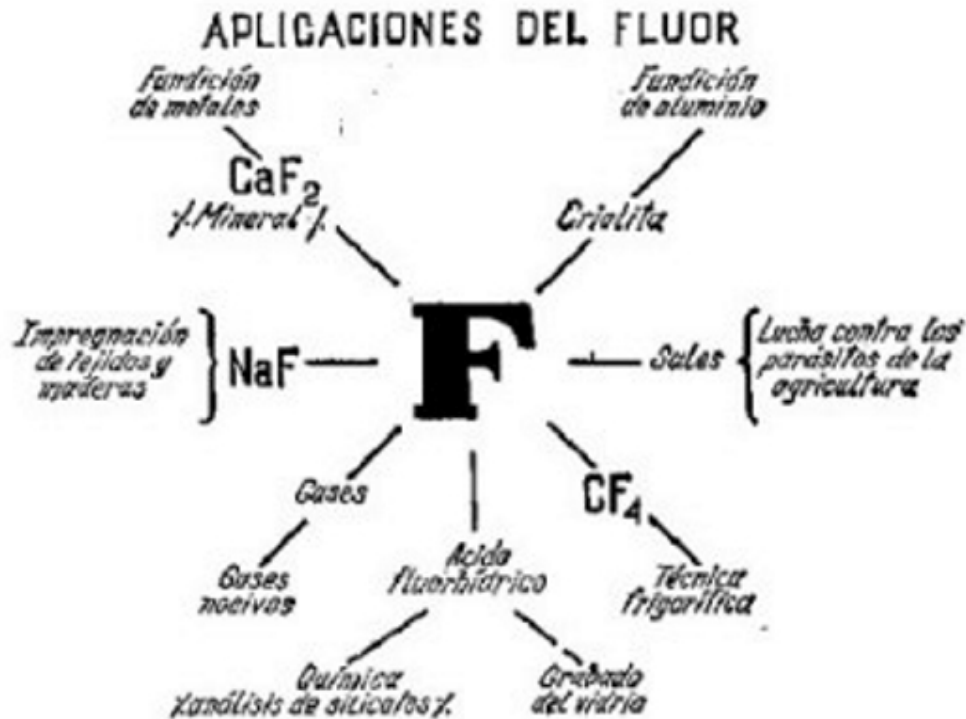 APLICACIONES DEL FLUOR
Fundición
de metales
Fundición
de aluminio
CaF₂
⁒Mineral⁒
Criolita
Impregnación
de tejidos y
maderas
NaF
F
Sales
Lucha contra los
parásitos de la
agricultura
Gases
CF₄
Gases
nocivos
Acido
fluorhídrico
Técnica
frigorífica
Química
⁒análisis de silicatos⁒
Grabado
del vidrio